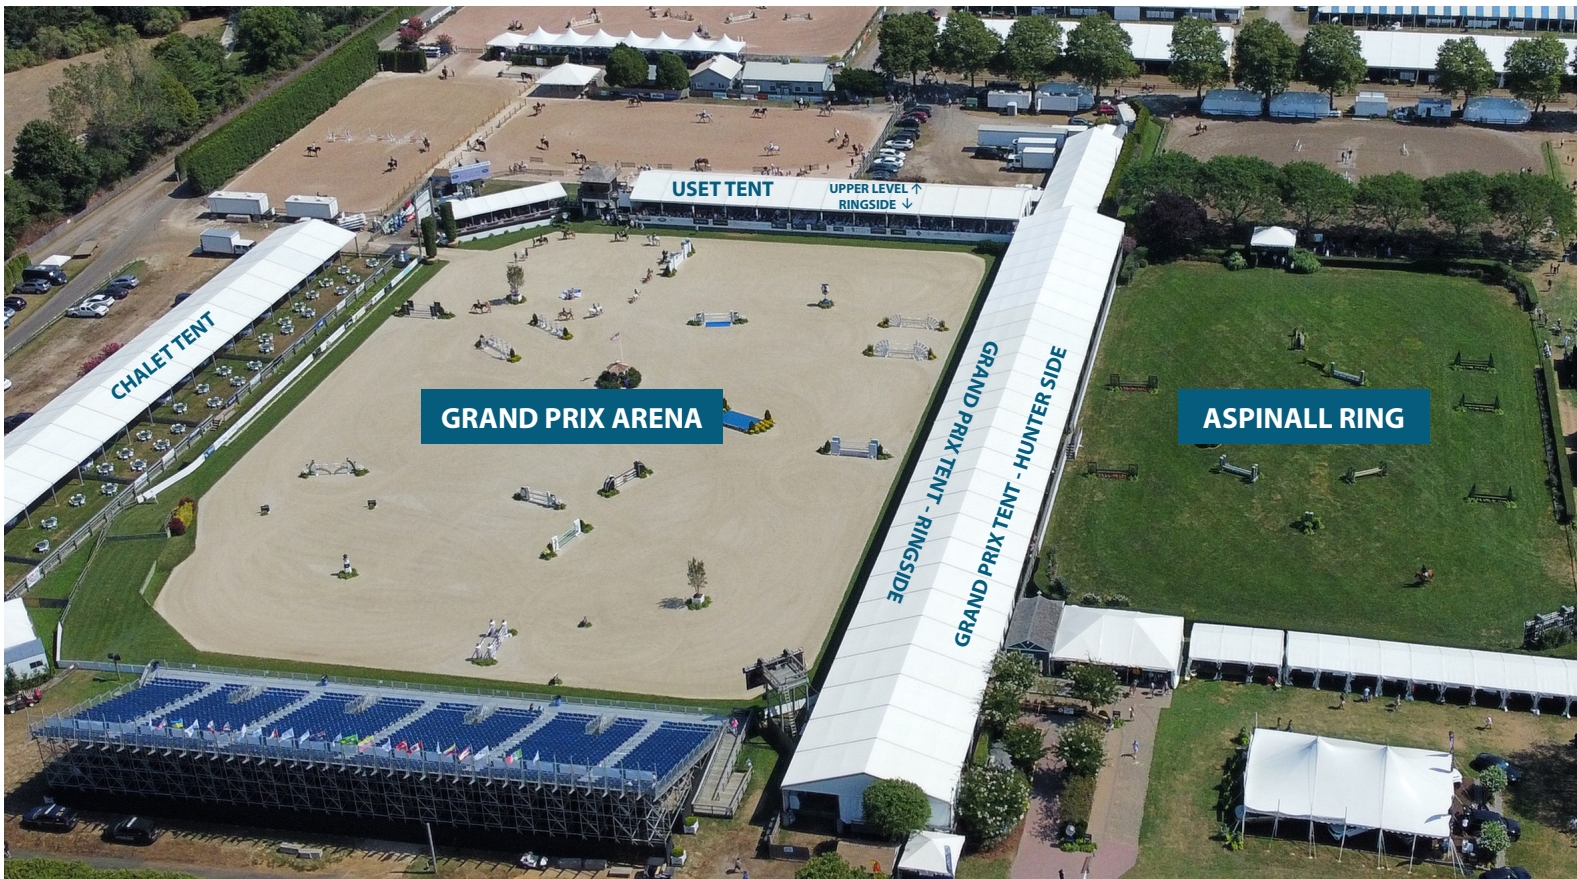 USET TENT
UPPER LEVEL ↑
RINGSIDE ↓
CHALET TENT
GRAND PRIX ARENA
GRAND PRIX TENT - RINGSIDE
GRAND PRIX TENT - HUNTER SIDE
ASPINALL RING